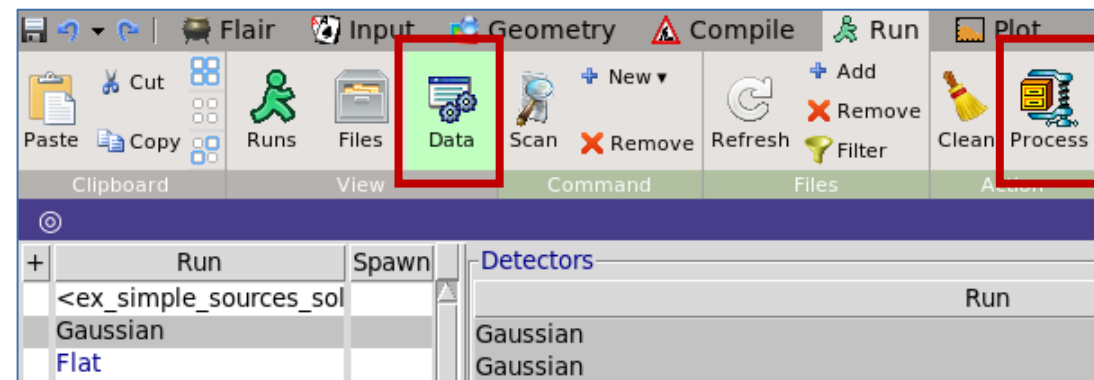 Flair Input Geometry Compile Run Plot
Paste Cut Copy Runs Files Data Scan New Remove Refresh Add Remove Filter Clean Process
Clipboard View Command Files Action
+ Run Spawn Detectors
<ex_simple_sources_sol Run
Gaussian Gaussian
Flat Gaussian